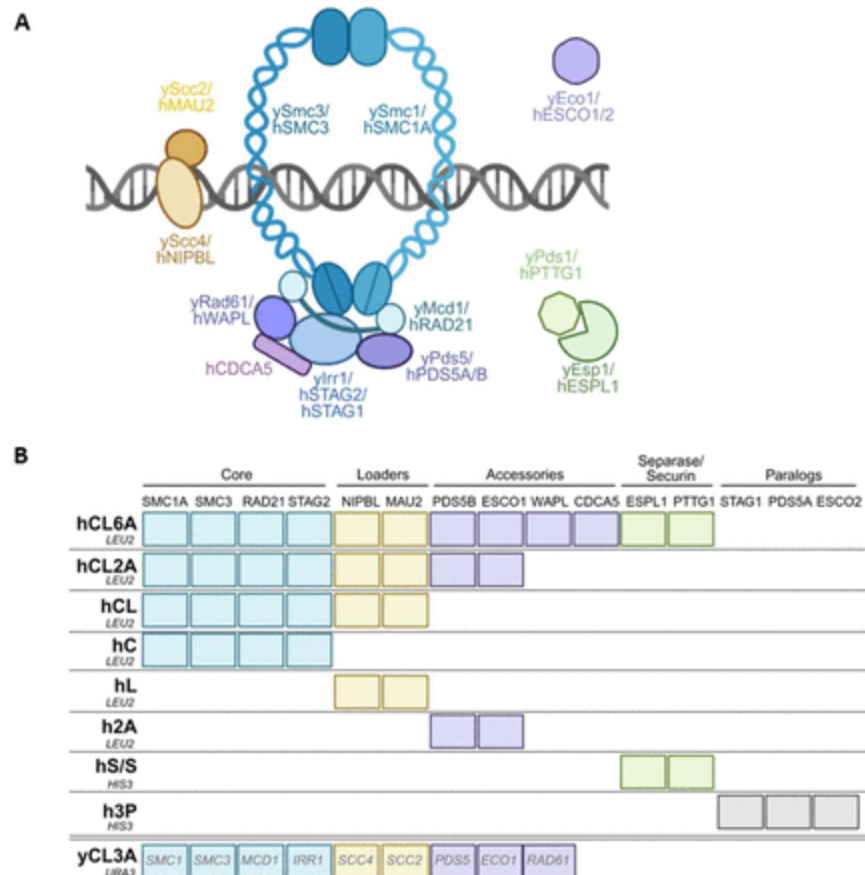 A
yScc2/
hMAU2
ySmc3/
hSMC3
ySmc1/
hSMC1A
yEco1/
hESCO1/2
yScc4/
hNIPBL
yPds1/
hPTTG1
yRad61/
hWAPL
yMcd1/
hRAD21
hCDCA5
yIrr1/
hSTAG2/
hSTAG1
yPds5/
hPDS5A/B
yEsp1/
hESPL1
B
Core Loaders Accessories Separase/ Securin Paralogs
SMC1A SMC3 RAD21 STAG2 NIPBL MAU2 PDS5B ESCO1 WAPL CDCA5 ESPL1 PTTG1 STAG1 PDS5A ESCO2
hCL6A
LEU2
hCL2A
LEU2
hCL
LEU2
hC
LEU2
hL
LEU2
h2A
LEU2
hS/S
HIS3
h3P
HIS3
yCL3A SMC1 SMC3 MCD1 IRR1 SCC4 SCC2 PDS5 ECO1 RAD61
URA3